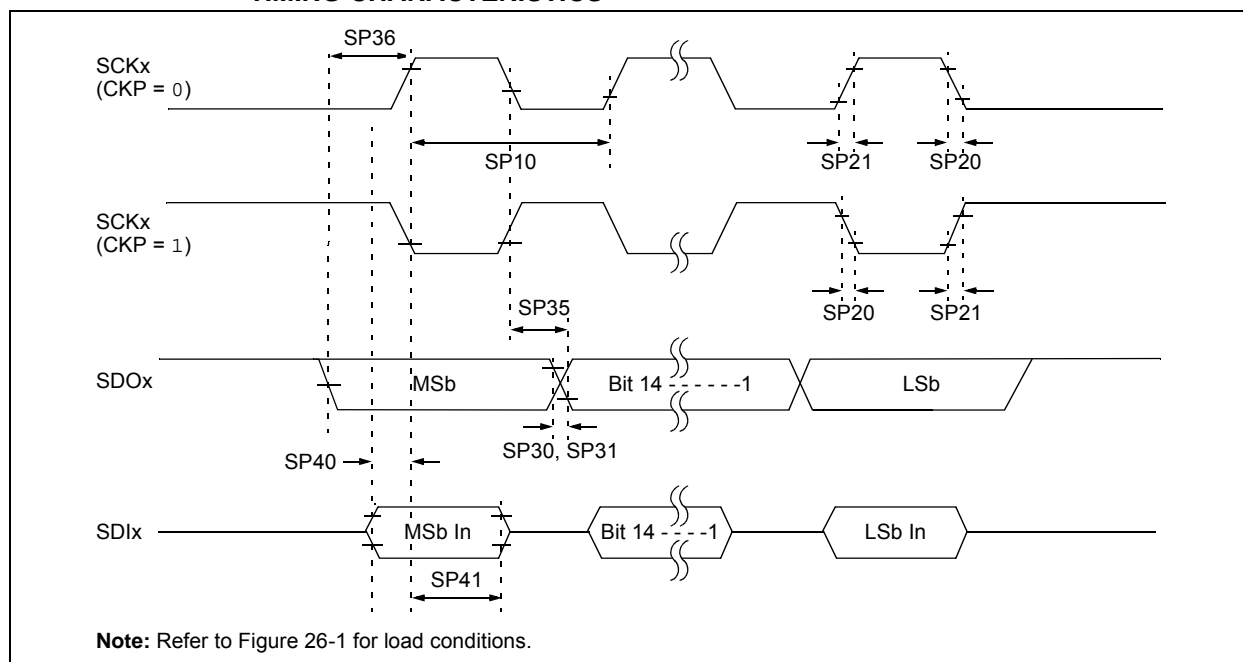 TIMING CHARACTERISTICS
SP36
SCKx
(CKP = 0)
SP10
SP21
SP20
SCKx
(CKP = 1)
SP35
SP20
SP21
SDOx
MSb
Bit 14 - - - - - -1
LSb
SP30, SP31
SP40
SDIx
MSb In
Bit 14 - - - -1
LSb In
SP41
Note: Refer to Figure 26-1 for load conditions.